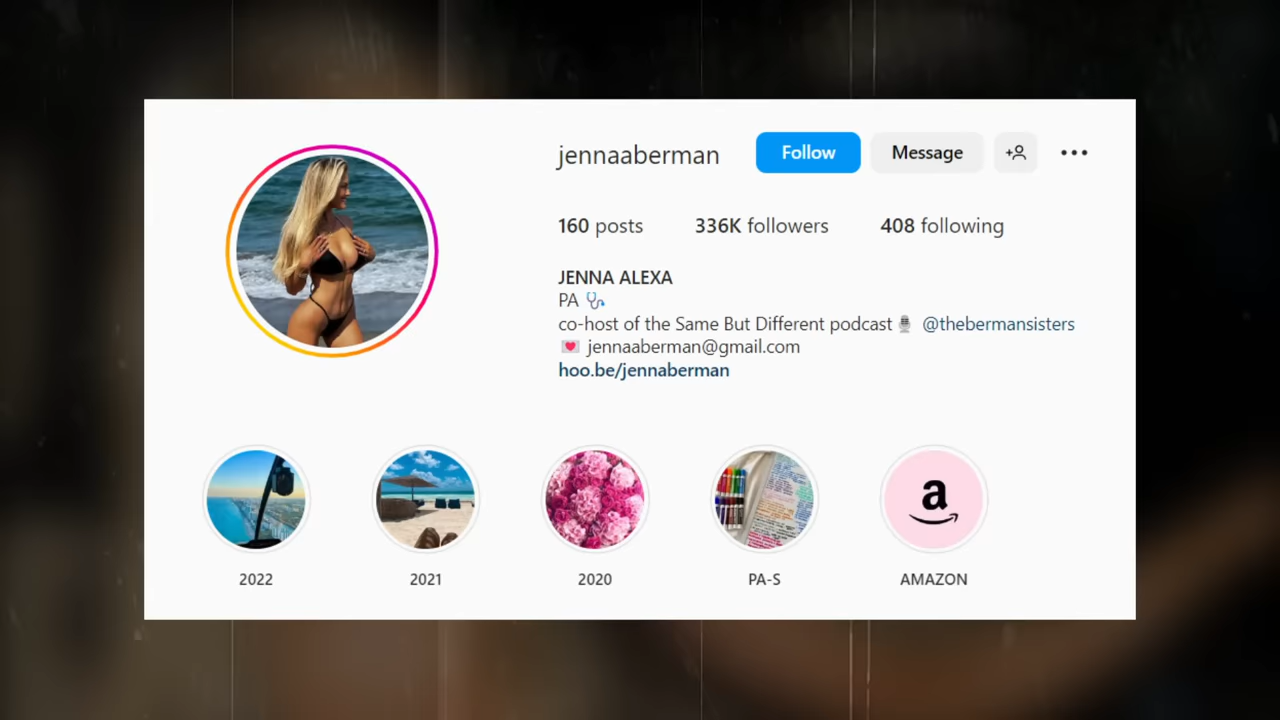 jennaaberman Follow Message
160 posts 336K followers 408 following
JENNA ALEXA
PA
co-host of the Same But Different podcast @thebermansisters
jennaaberman@gmail.com
hoo.be/jennaberman
a
2022 2021 2020 PA-S AMAZON